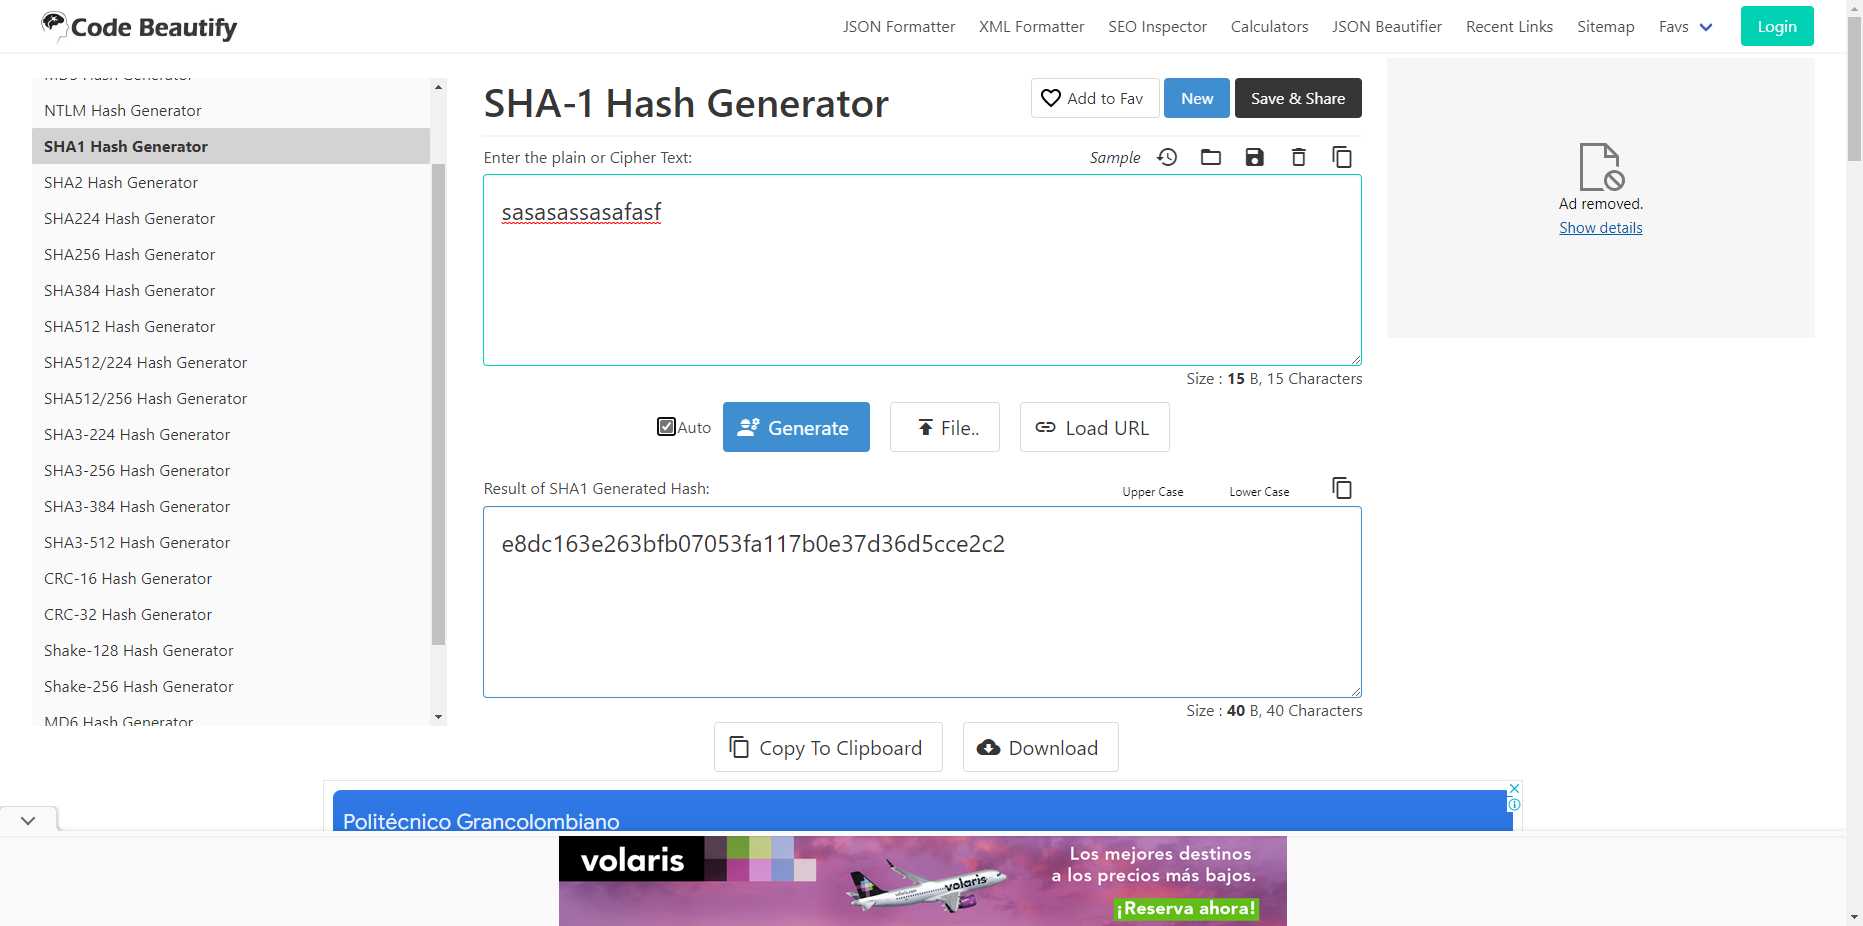 Code Beautify
JSON Formatter XML Formatter SEO Inspector Calculators JSON Beautifier Recent Links Sitemap Favs Login
MD5 Hash Generator
NTLM Hash Generator
SHA1 Hash Generator
SHA2 Hash Generator
SHA224 Hash Generator
SHA256 Hash Generator
SHA384 Hash Generator
SHA512 Hash Generator
SHA512/224 Hash Generator
SHA512/256 Hash Generator
SHA3-224 Hash Generator
SHA3-256 Hash Generator
SHA3-384 Hash Generator
SHA3-512 Hash Generator
CRC-16 Hash Generator
CRC-32 Hash Generator
Shake-128 Hash Generator
Shake-256 Hash Generator
MD6 Hash Generator
SHA-1 Hash Generator
Add to Fav New Save & Share
Enter the plain or Cipher Text:
Sample
sasasassasafasf
Size : 15 B, 15 Characters
Auto Generate File.. Load URL
Result of SHA1 Generated Hash:
Upper Case Lower Case
e8dc163e263bfb07053fa117b0e37d36d5cce2c2
Size : 40 B, 40 Characters
Copy To Clipboard Download
Ad removed.
Show details
Politécnico Grancolombiano
volaris
volaris
Los mejores destinos
a los precios más bajos.
¡Reserva ahora!